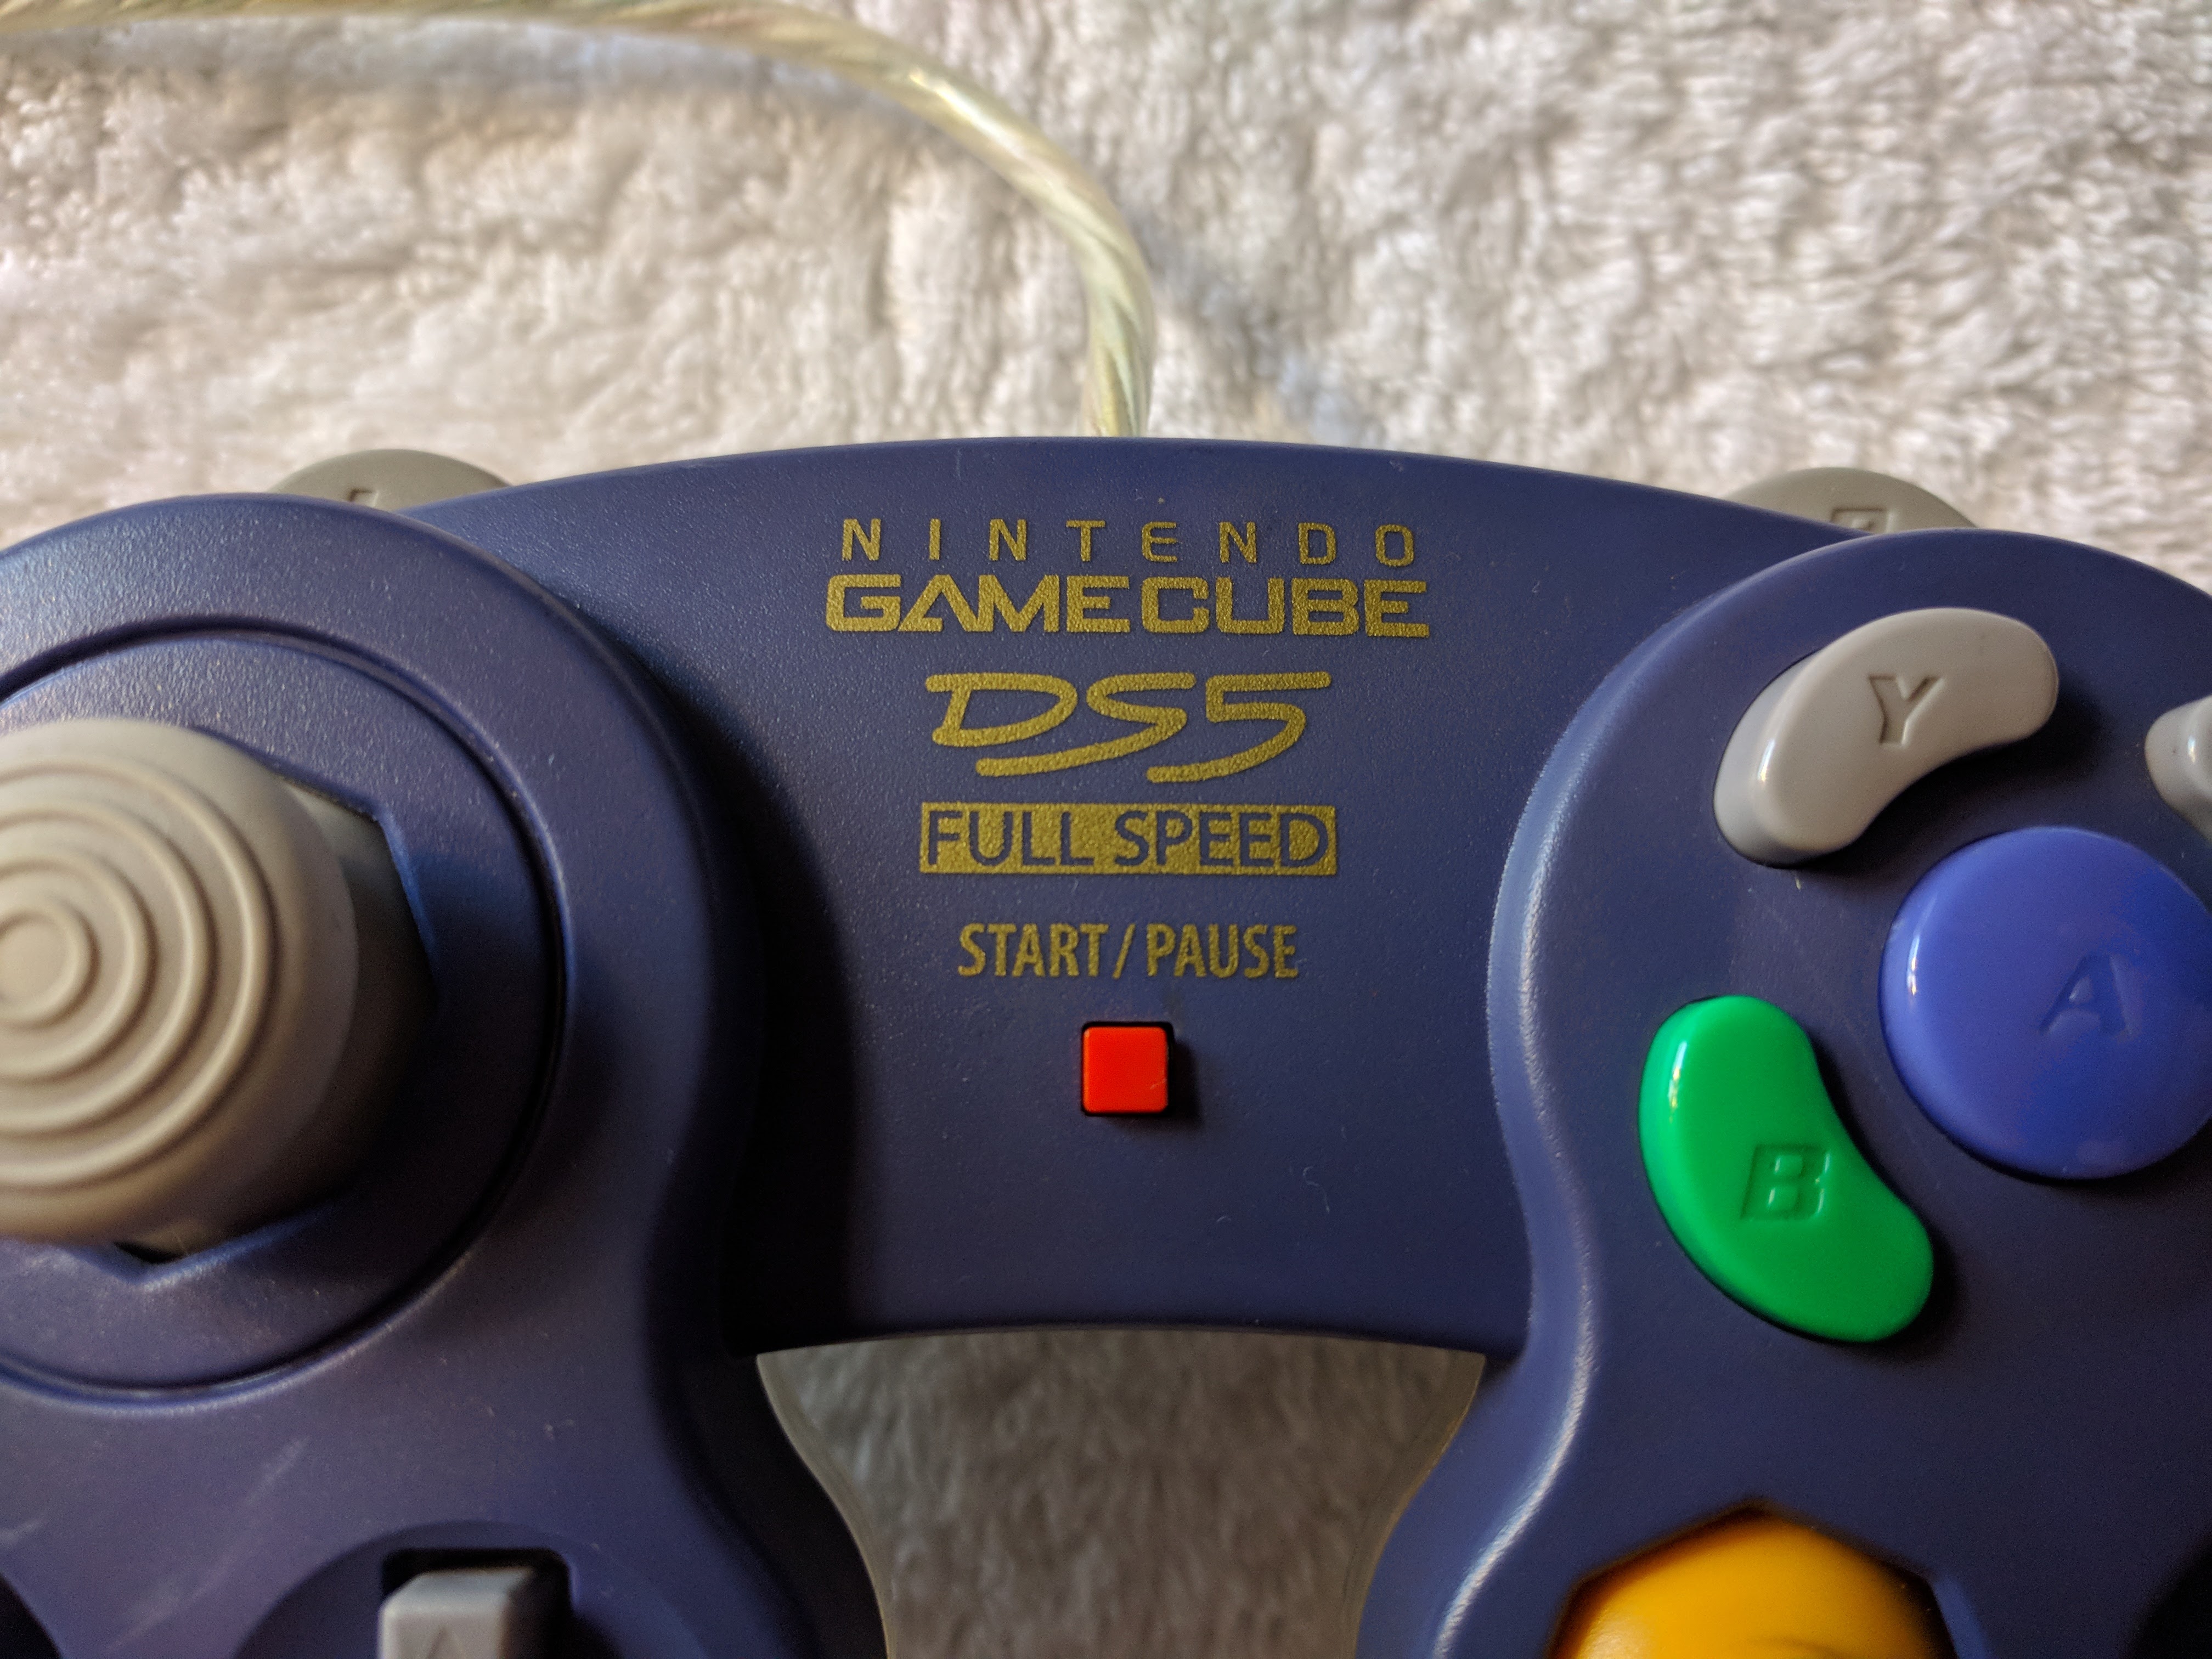 NINTENDO
GAMECUBE
DS5
FULL SPEED
START/PAUSE
Y
A
B